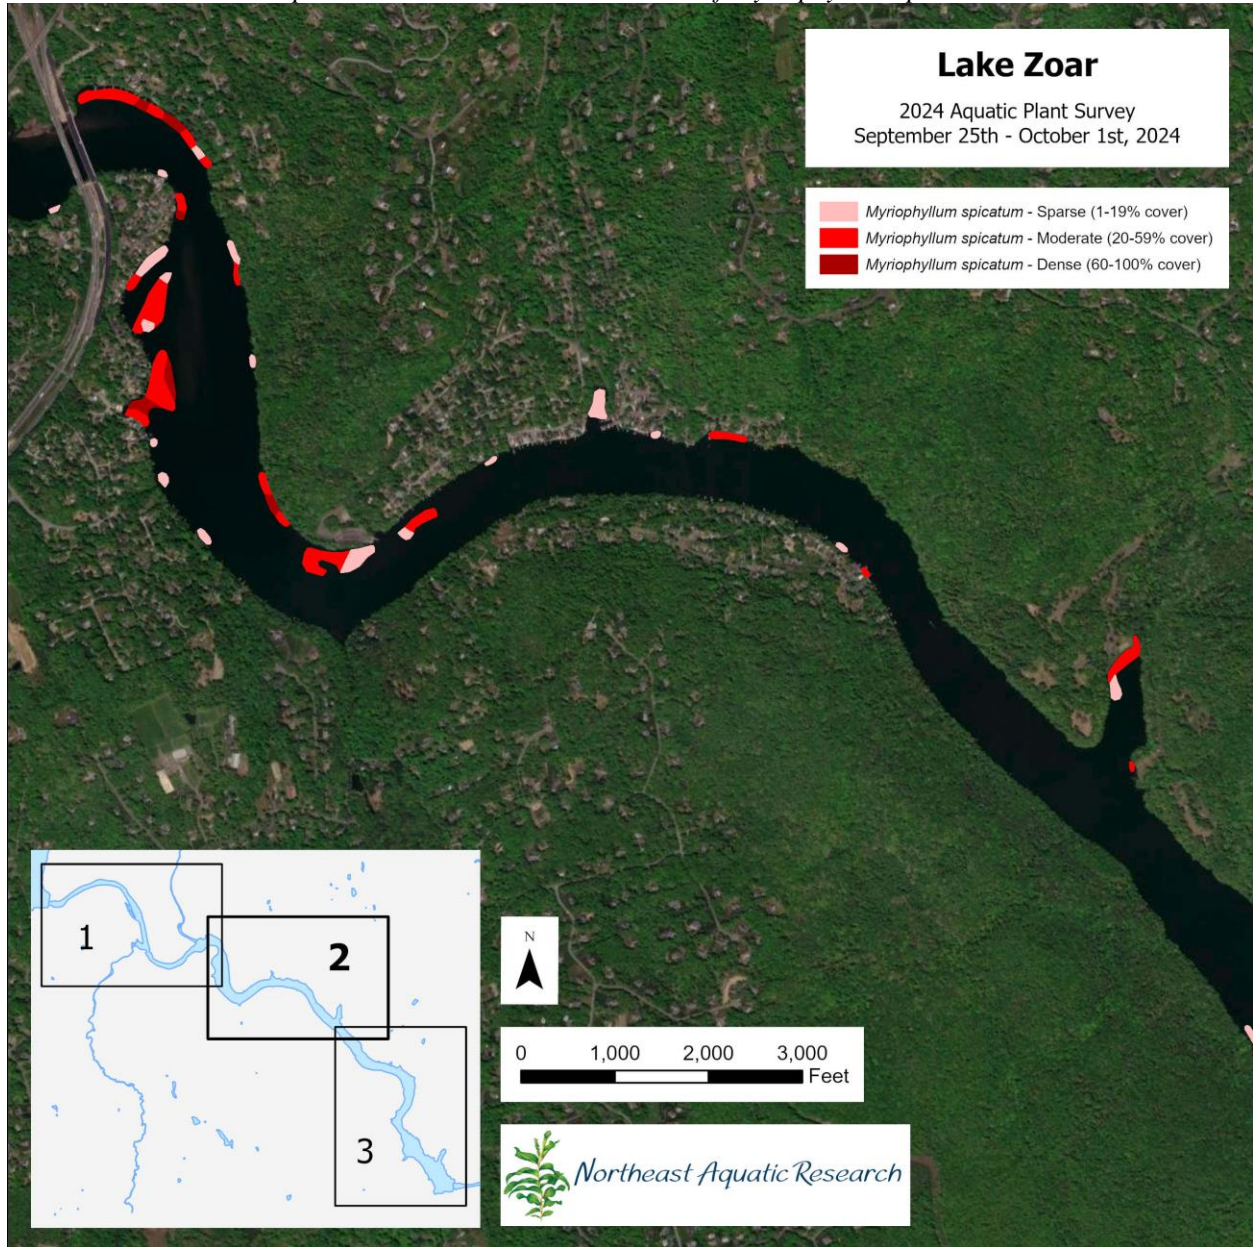 Lake Zoar
2024 Aquatic Plant Survey
September 25th - October 1st, 2024
Myriophyllum spicatum - Sparse (1-19% cover)
Myriophyllum spicatum - Moderate (20-59% cover)
Myriophyllum spicatum - Dense (60-100% cover)
1
2
3
N
0 1,000 2,000 3,000
Feet
Northeast Aquatic Research